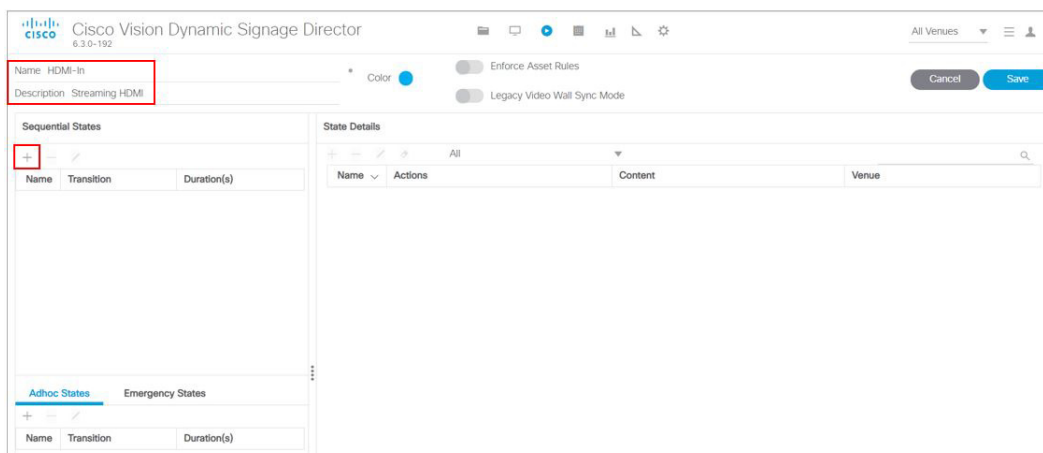 CISCO
Cisco Vision Dynamic Signage Director
6.3.0-192
All Venues
Name HDMI-In *
Description Streaming HDMI
Color
Enforce Asset Rules
Legacy Video Wall Sync Mode
Cancel
Save
Sequential States
Name Transition Duration(s)
State Details
All
Name Actions Content Venue
Adhoc States Emergency States
Name Transition Duration(s)